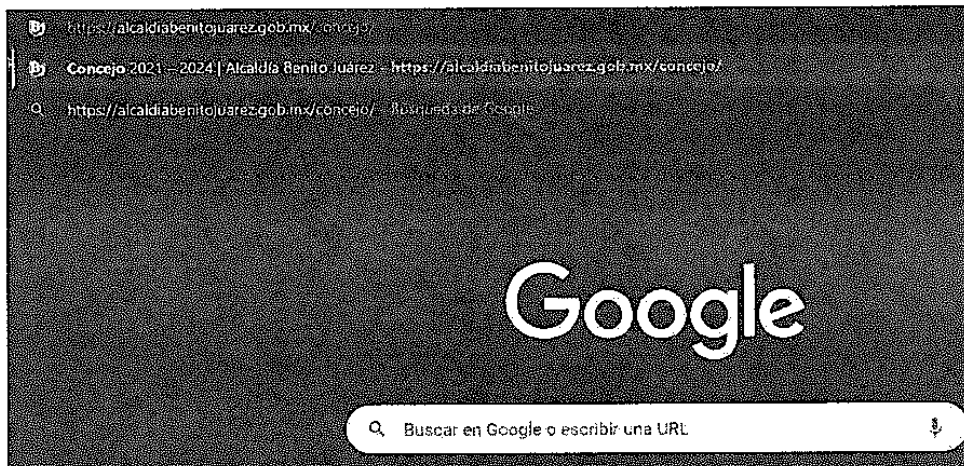 https://alcaldiabenitojuarez.gob.mx/concejo/
Concejo 2021 – 2024 | Alcaldía Benito Juárez – https://alcaldiabenitojuarez.gob.mx/concejo/
https://alcaldiabenitojuarez.gob.mx/concejo/ - Búsqueda de Google
Google
Buscar en Google o escribir una URL